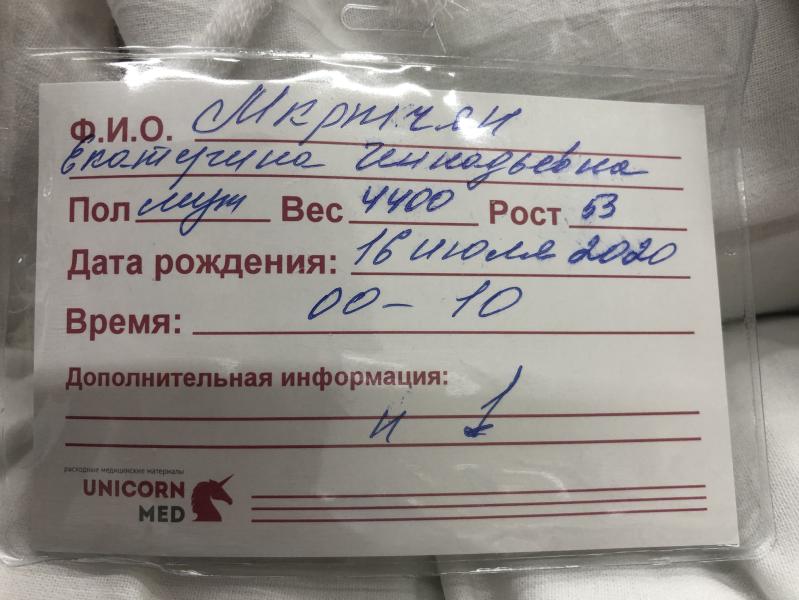 Ф.И.О. Мкртчян
Екатерина Геннадьевна
Пол муж Вес 4400 Рост 53
Дата рождения: 16 июля 2020
Время: 00-10
Дополнительная информация:
н 1
расходные медицинские материалы
UNICORN
MED